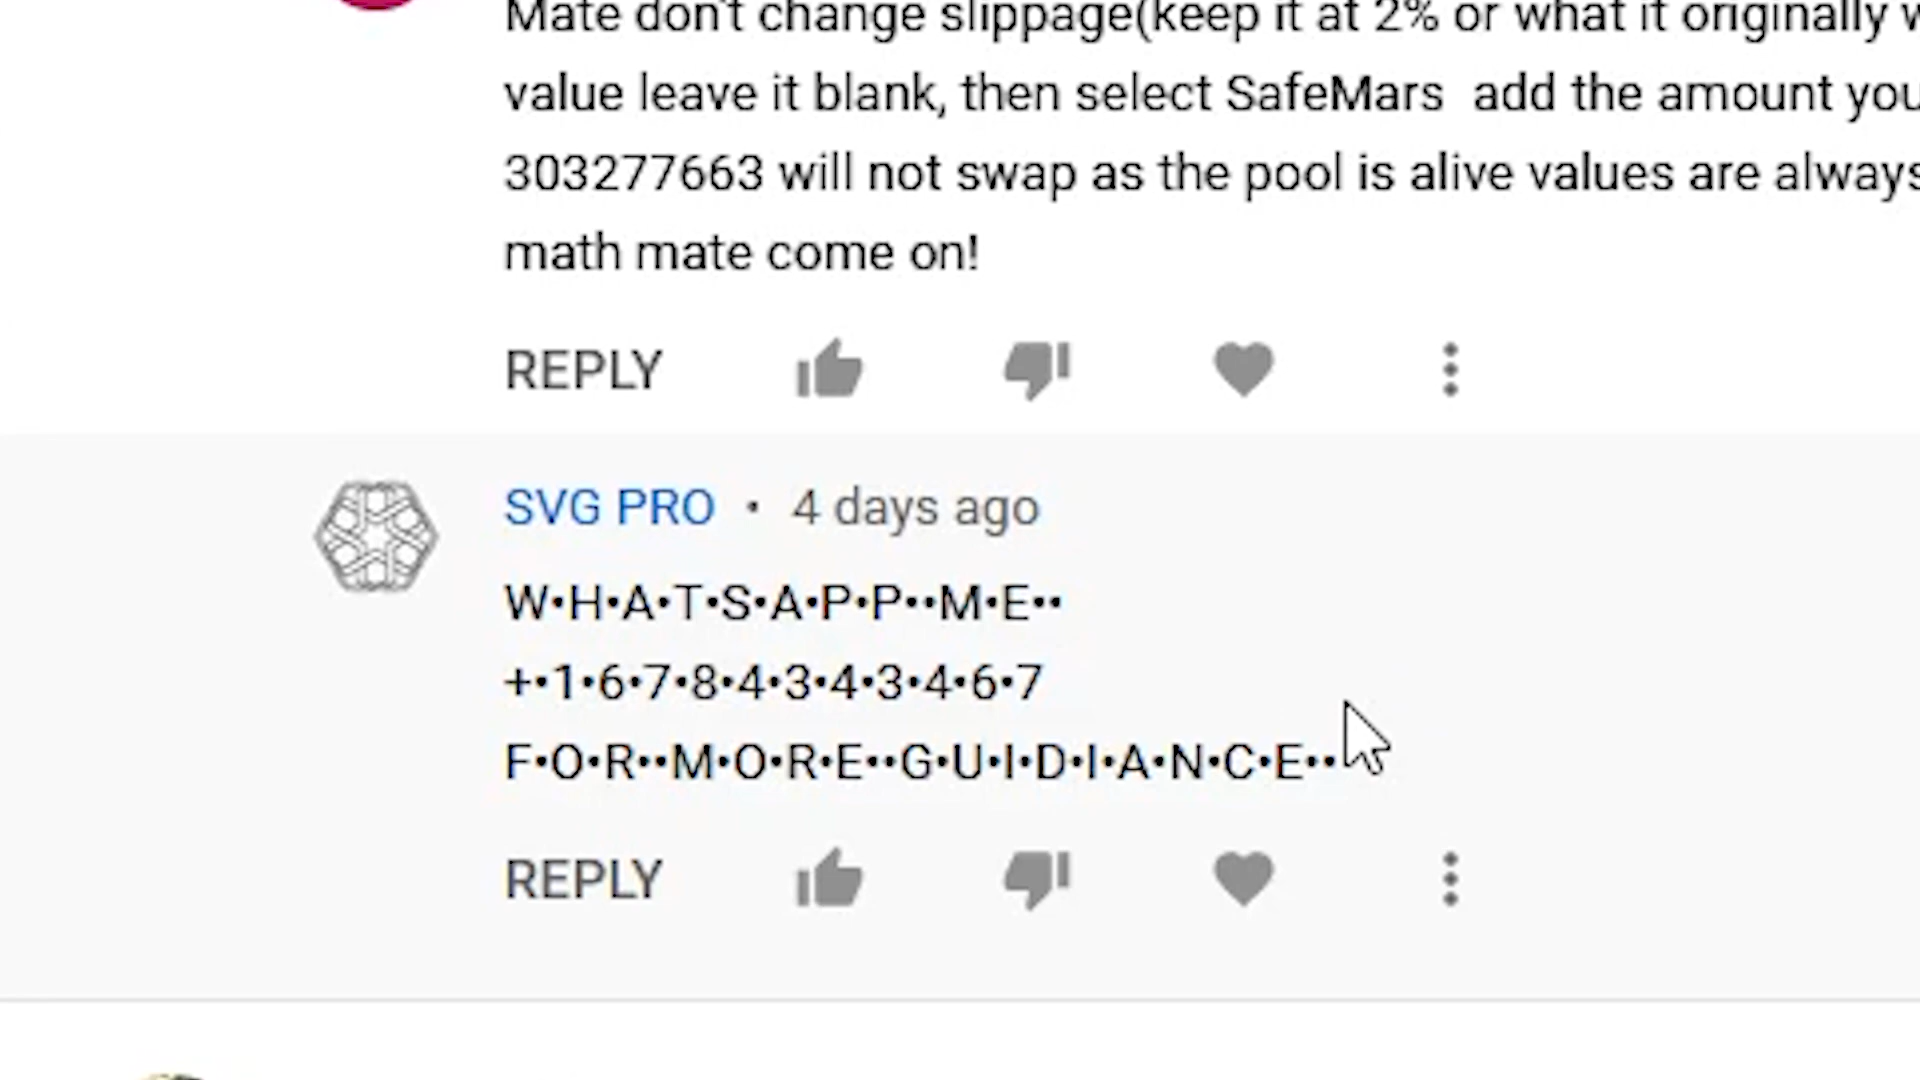 Mate don't change slippage(keep it at 2% or what it originally
value leave it blank, then select SafeMars  add the amount you
303277663 will not swap as the pool is alive values are always
math mate come on!
REPLY
SVG PRO • 4 days ago
W•H•A•T•S•A•P•P••M•E••
+•1•6•7•8•4•3•4•3•4•6•7
F•O•R••M•O•R•E••G•U•I•D•I•A•N•C•E••
REPLY